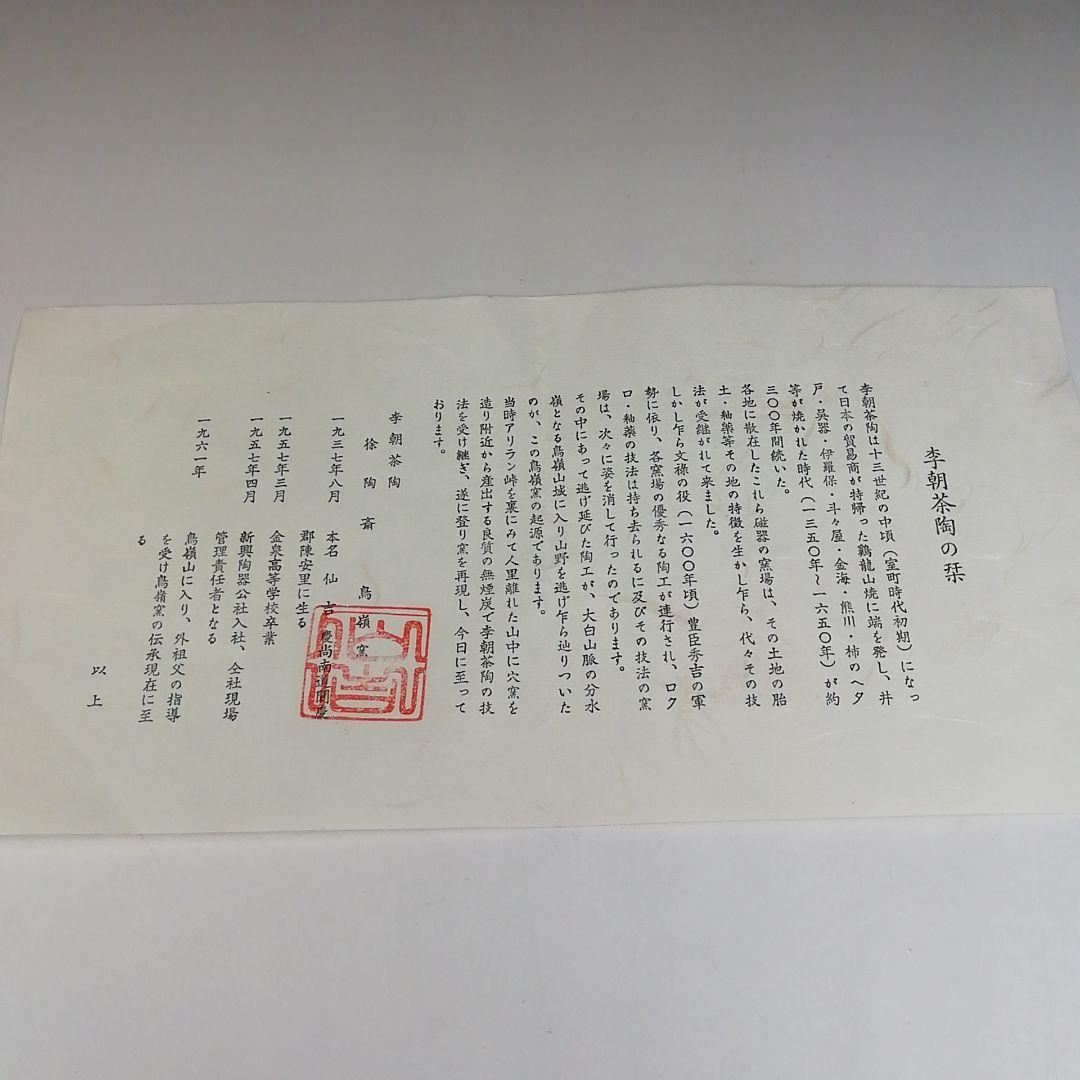 李朝茶陶の栞
李朝茶陶は十三世紀の中頃（室町時代初期）になっ
て日本の貿易商が特帰った鶏龍山焼に端を発し、井
戸・呉器・伊羅保・斗々屋・金海・熊川・柿のヘタ
等が焼かれた時代（一三五〇年～一六五〇年）が約
三〇〇年間続いた。
各地に散在したこれら磁器の窯場は、その土地の胎
土・釉薬等その地の特徴を生かし乍ら、代々その技
法が受継がれて来ました。
しかし乍ら文禄の役（一六〇〇年頃）豊臣秀吉の軍
勢に依り、各窯場の優秀なる陶工が連行され、ロク
ロ・釉薬の技法は持ち去られるに及びその技法の窯
場は、次々に姿を消して行ったのであります。
その中にあって逃げ延びた陶工が、大白山脈の分水
嶺となる鳥嶺山城に入り山野を逃げ乍ら辿りついた
のが、この鳥嶺窯の起源であります。
当時アリラン峠を裏にみて人里離れた山中に穴窯を
造り附近から産出する良質の無煙炭で李朝茶陶の技
法を受け継ぎ、遂に登り窯を再現し、今日に至って
おります。
李朝茶陶
徐陶斎 鳥嶺窯
一九三七年八月 本名 仙吉 慶尚南道聞慶
郡陳安里に生る
一九五七年三月 金泉高等学校卒業
一九五七年四月 新興陶器公社入社、仝社現場
管理責任者となる
一九六一年 鳥嶺山に入り、外祖父の指導
を受け鳥嶺窯の伝承現在に至
る
以上